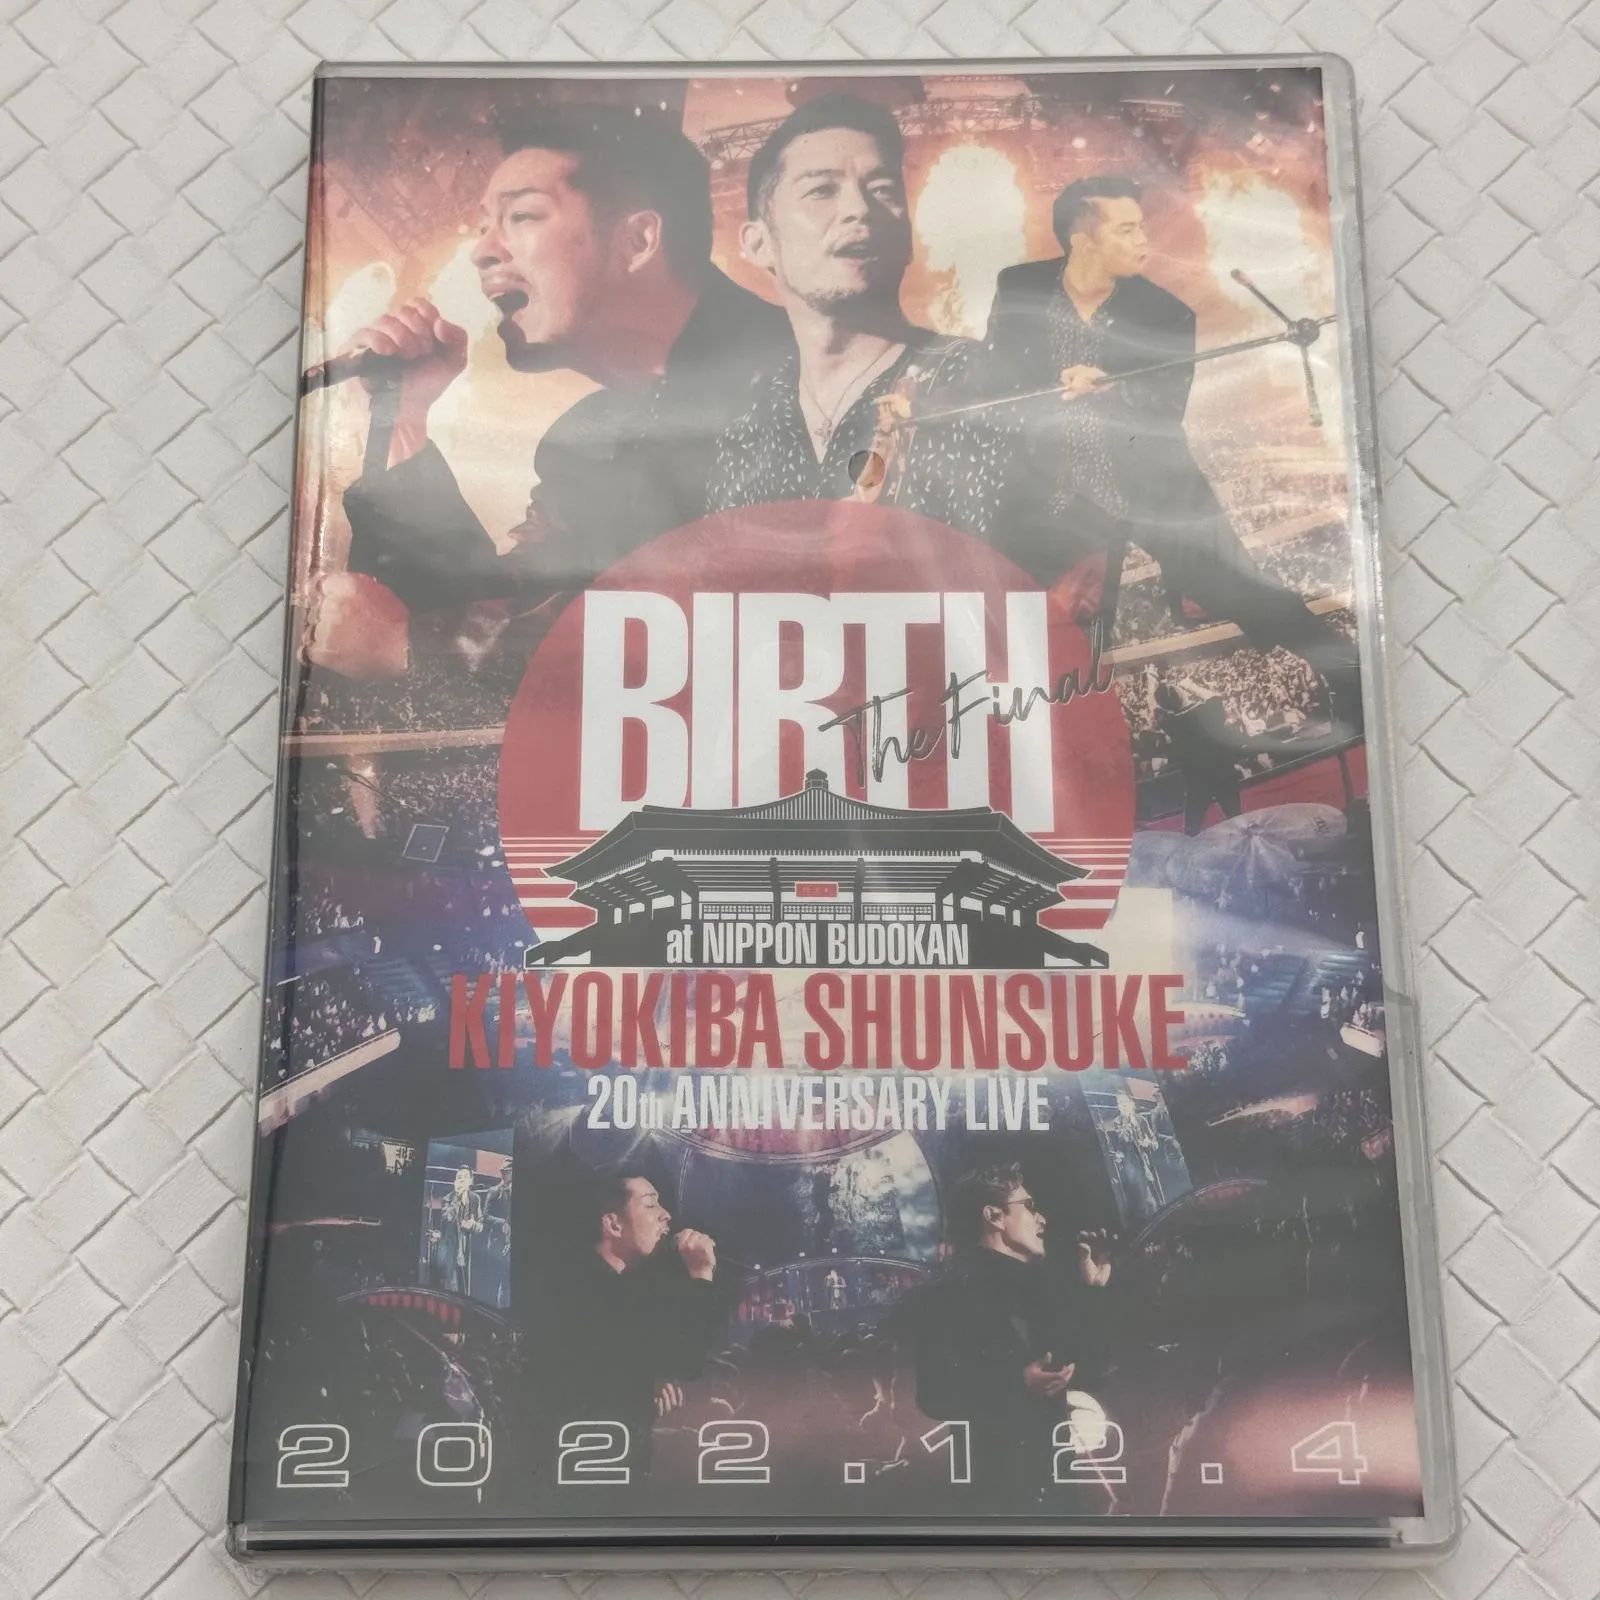 BIRTH
The Final
at NIPPON BUDOKAN
KIYOKIBA SHUNSUKE
20th ANNIVERSARY LIVE
2022.12.4